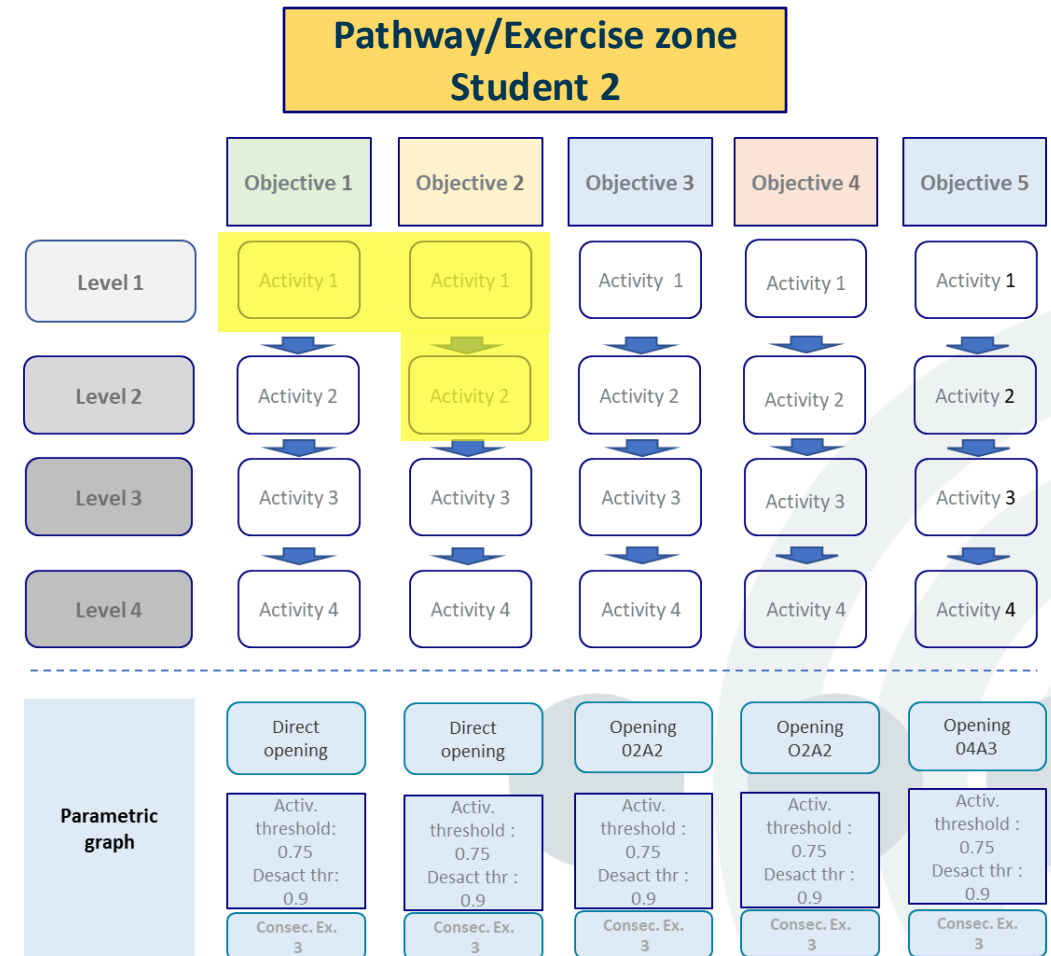 Pathway/Exercise zone
Student 2
Objective 1
Objective 2
Objective 3
Objective 4
Objective 5
Level 1
Activity 1
Activity 1
Activity 1
Activity 1
Activity 1
Level 2
Activity 2
Activity 2
Activity 2
Activity 2
Activity 2
Level 3
Activity 3
Activity 3
Activity 3
Activity 3
Activity 3
Level 4
Activity 4
Activity 4
Activity 4
Activity 4
Activity 4
Parametric
graph
Direct
opening
Direct
opening
Opening
02A2
Opening
O2A2
Opening
04A3
Activ.
threshold:
0.75
Desact thr:
0.9
Activ.
threshold :
0.75
Desact thr :
0.9
Activ.
threshold :
0.75
Desact thr :
0.9
Activ.
threshold :
0.75
Desact thr :
0.9
Activ.
threshold :
0.75
Desact thr :
0.9
Consec. Ex.
3
Consec. Ex.
3
Consec. Ex.
3
Consec. Ex.
3
Consec. Ex.
3